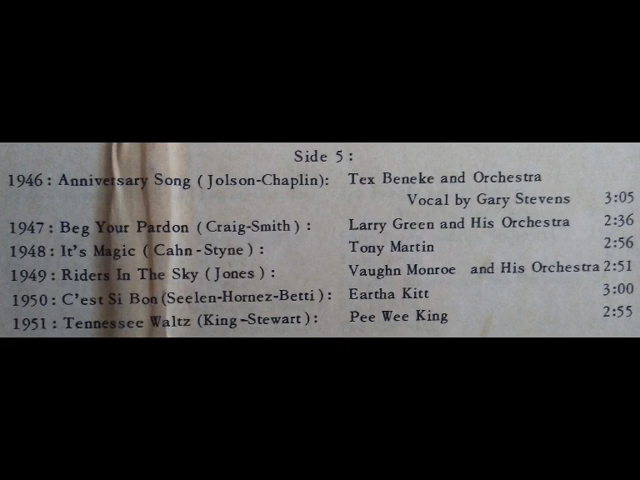 Side 5:
1946: Anniversary Song (Jolson-Chaplin): Tex Beneke and Orchestra
Vocal by Gary Stevens 3:05
1947: Beg Your Pardon (Craig-Smith): Larry Green and His Orchestra 2:36
1948: It's Magic (Cahn-Styne): Tony Martin 2:56
1949: Riders In The Sky (Jones): Vaughn Monroe and His Orchestra 2:51
1950: C'est Si Bon (Seelen-Hornez-Betti): Eartha Kitt 3:00
1951: Tennessee Waltz (King-Stewart): Pee Wee King 2:55